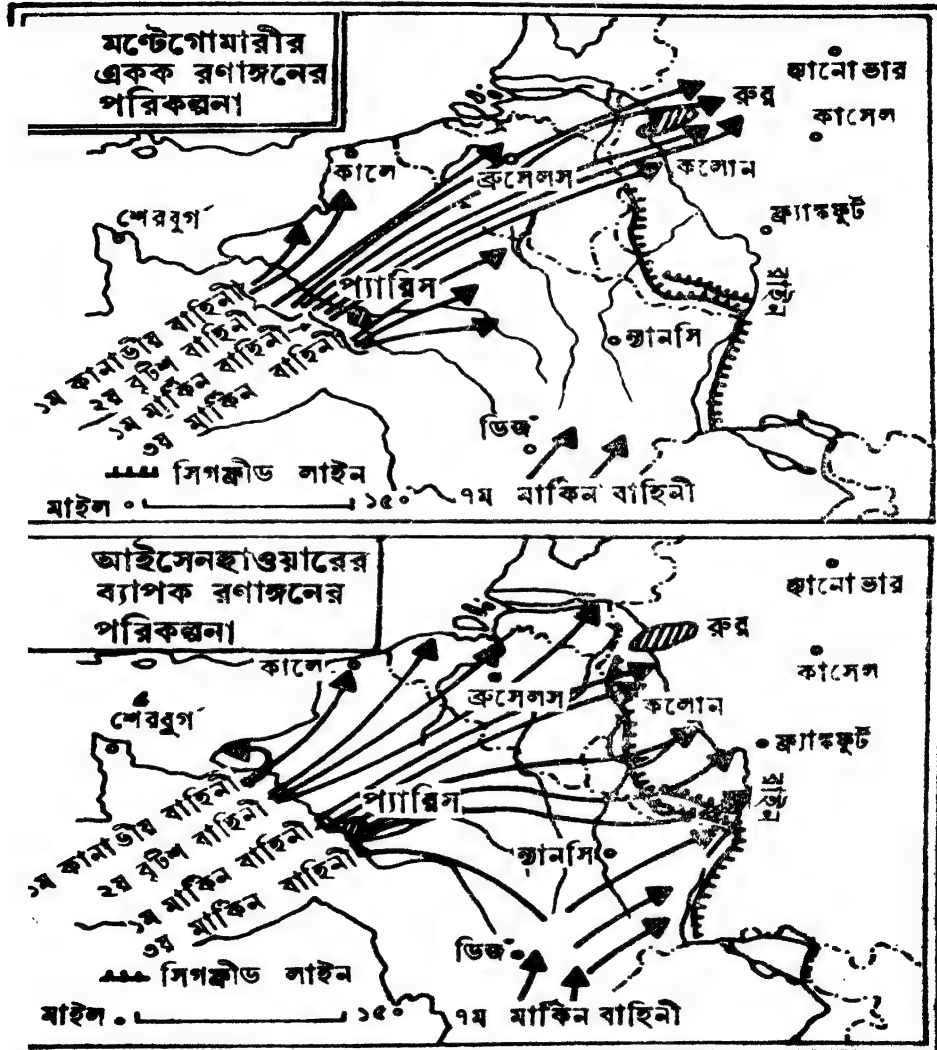 মণ্টেগোমারীর
একক রণাঙ্গনের
পরিকল্পনা
হ্যানোভার
রুর
কাসেল
কালে
ব্রুসেলস
কলোন
শেরবুর্গ
ফ্র্যাঙ্কফুর্ট
প্যারিস
রাইন
ন্যানসি
১ম কানাডীয় বাহিনী
২য় বৃটিশ বাহিনী
১ম মার্কিন বাহিনী
৩য় মার্কিন বাহিনী
ডিজঁ
সিগফ্রীড লাইন
৭ম মার্কিন বাহিনী
মাইল ০ ১৫০
আইসেনহাওয়ারের
ব্যাপক রণাঙ্গনের
পরিকল্পনা
হ্যানোভার
রুর
কাসেল
কালে
ব্রুসেলস
কলোন
শেরবুর্গ
ফ্র্যাঙ্কফুর্ট
প্যারিস
রাইন
ন্যানসি
১ম কানাডীয় বাহিনী
২য় বৃটিশ বাহিনী
১ম মার্কিন বাহিনী
৩য় মার্কিন বাহিনী
ডিজঁ
সিগফ্রীড লাইন
৭ম মার্কিন বাহিনী
মাইল ০ ১৫০